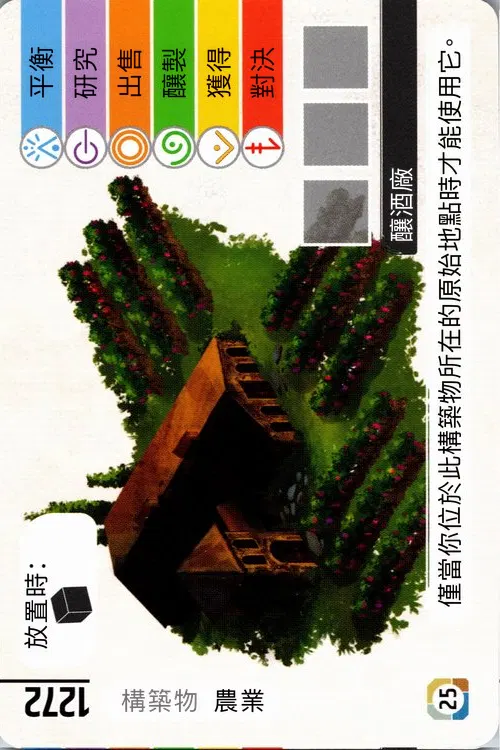 平衡
研究
出售
釀製
獲得
對決
放置時：
釀酒廠
僅當你位於此構築物所在的原始地點時才能使用它。
1272
構築物 農業
25